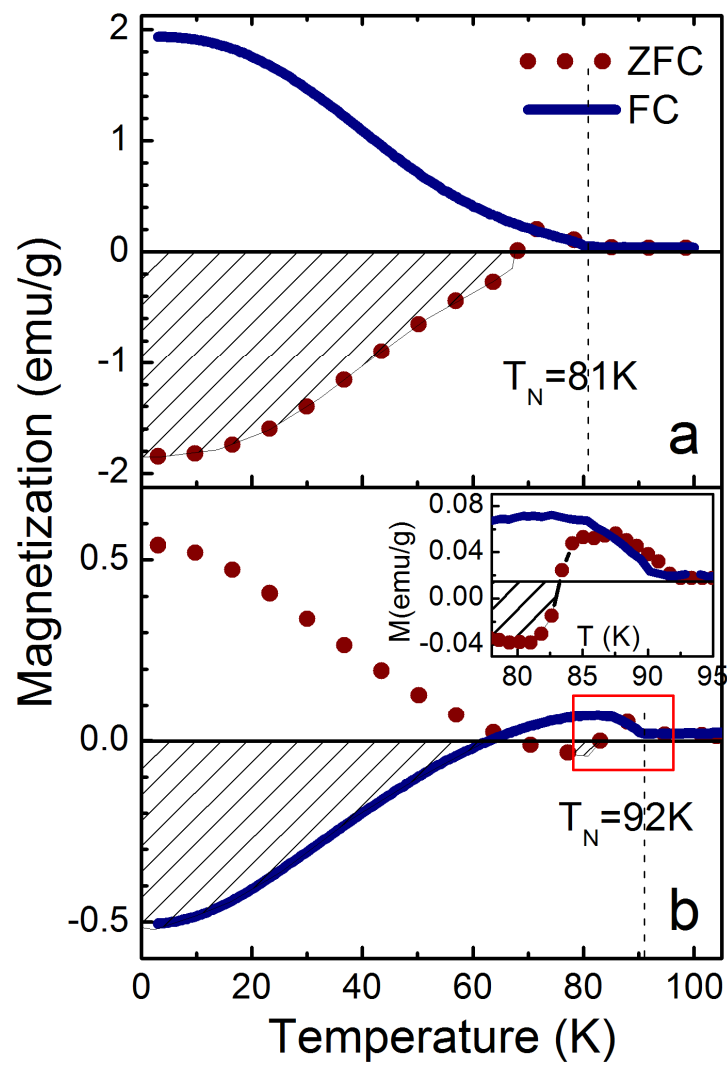 Magnetization (emu/g)
2
1
0
-1
-2
ZFC
FC
T_N=81K
a
0.5
0.0
-0.5
M(emu/g)
0.08
0.04
0.00
-0.04
T (K)
80
85
90
95
T_N=92K
b
0
20
40
60
80
100
Temperature (K)